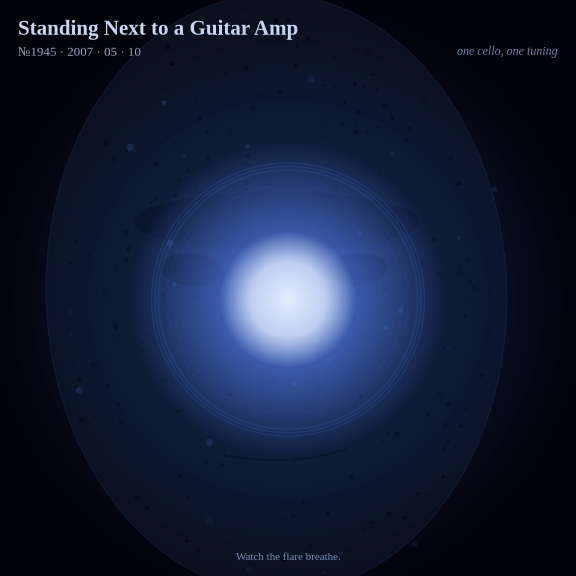 Standing Next to a Guitar Amp
№1945 · 2007 · 05 · 10
one cello, one tuning
Watch the flare breathe.